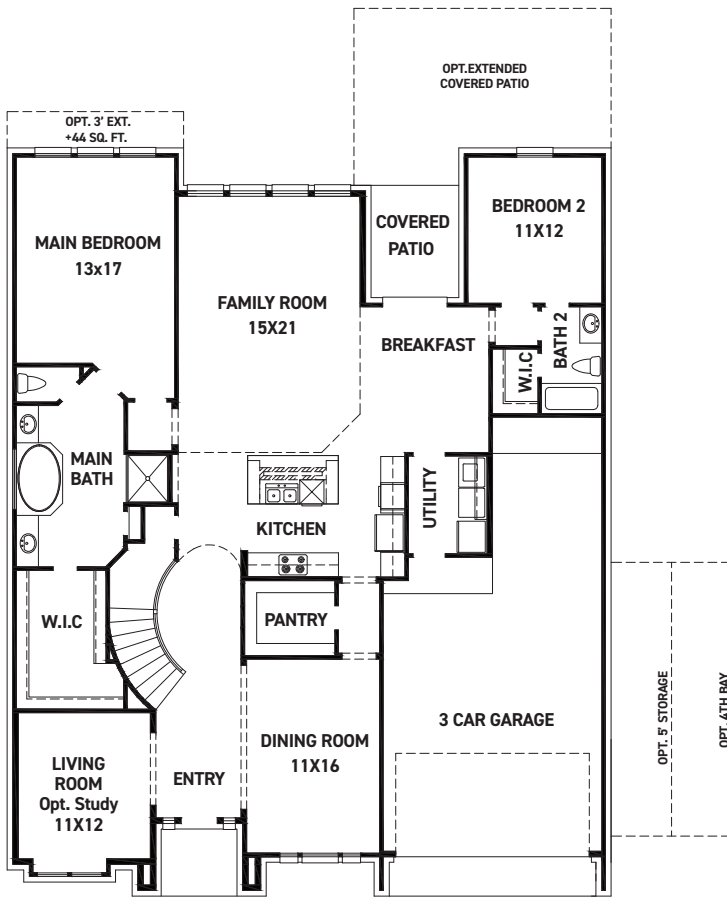 OPT.EXTENDED
COVERED PATIO
OPT. 3' EXT.
+44 SQ. FT.
MAIN BEDROOM
13x17
FAMILY ROOM
15X21
COVERED
PATIO
BEDROOM 2
11X12
BREAKFAST
W.I.C
BATH 2
MAIN
BATH
KITCHEN
UTILITY
W.I.C
PANTRY
3 CAR GARAGE
OPT. 5' STORAGE
OPT. 4TH BAY
LIVING
ROOM
Opt. Study
11X12
ENTRY
DINING ROOM
11X16